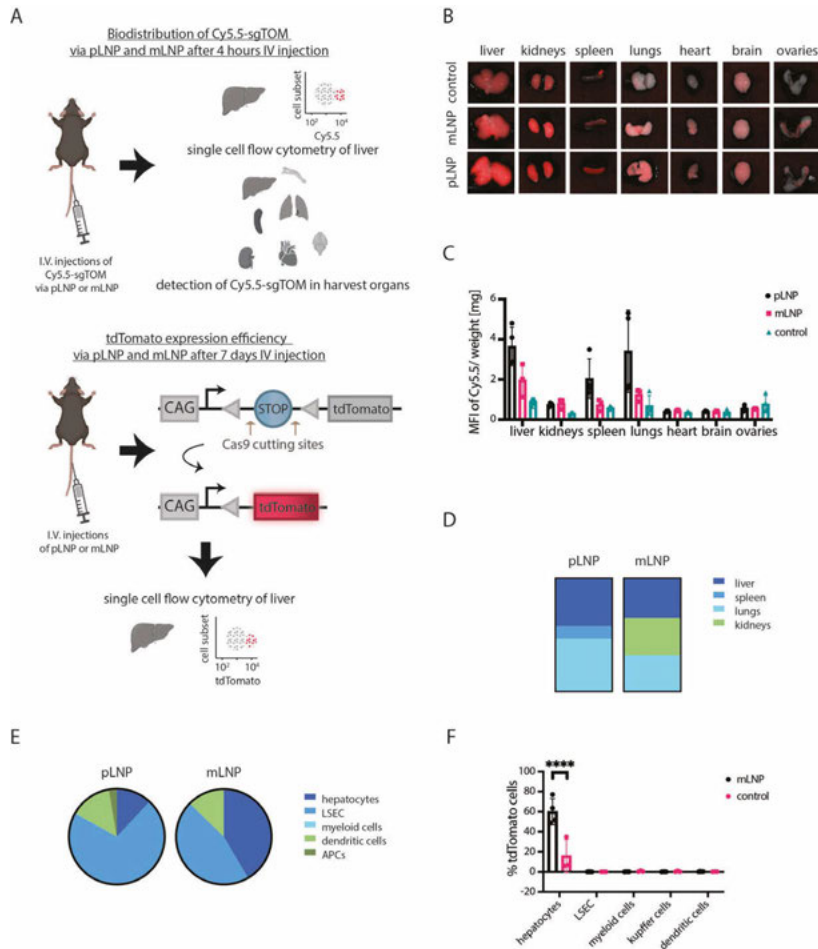 A
Biodistribution of Cy5.5-sgTOM
via pLNP and mLNP after 4 hours IV injection
cell subset
10² 10⁴
Cy5.5
single cell flow cytometry of liver
I.V. injections of
Cy5.5-sgTOM
via pLNP or mLNP
detection of Cy5.5-sgTOM in harvest organs
tdTomato expression efficiency
via pLNP and mLNP after 7 days IV injection
CAG STOP tdTomato
Cas9 cutting sites
CAG tdTomato
I.V. injections
of pLNP or mLNP
single cell flow cytometry of liver
cell subset
10² 10⁴
tdTomato
B
liver kidneys spleen lungs heart brain ovaries
control
mLNP
pLNP
C
MFI of Cy5.5/ weight [mg]
6
4
2
0
liver kidneys spleen lungs heart brain ovaries
pLNP
mLNP
control
D
pLNP mLNP
liver
spleen
lungs
kidneys
E
pLNP mLNP
hepatocytes
LSEC
myeloid cells
dendritic cells
APCs
F
% tdTomato cells
100
80
60
40
20
0
-20
****
hepatocytes
LSEC
myeloid cells
kupffer cells
dendritic cells
mLNP
control